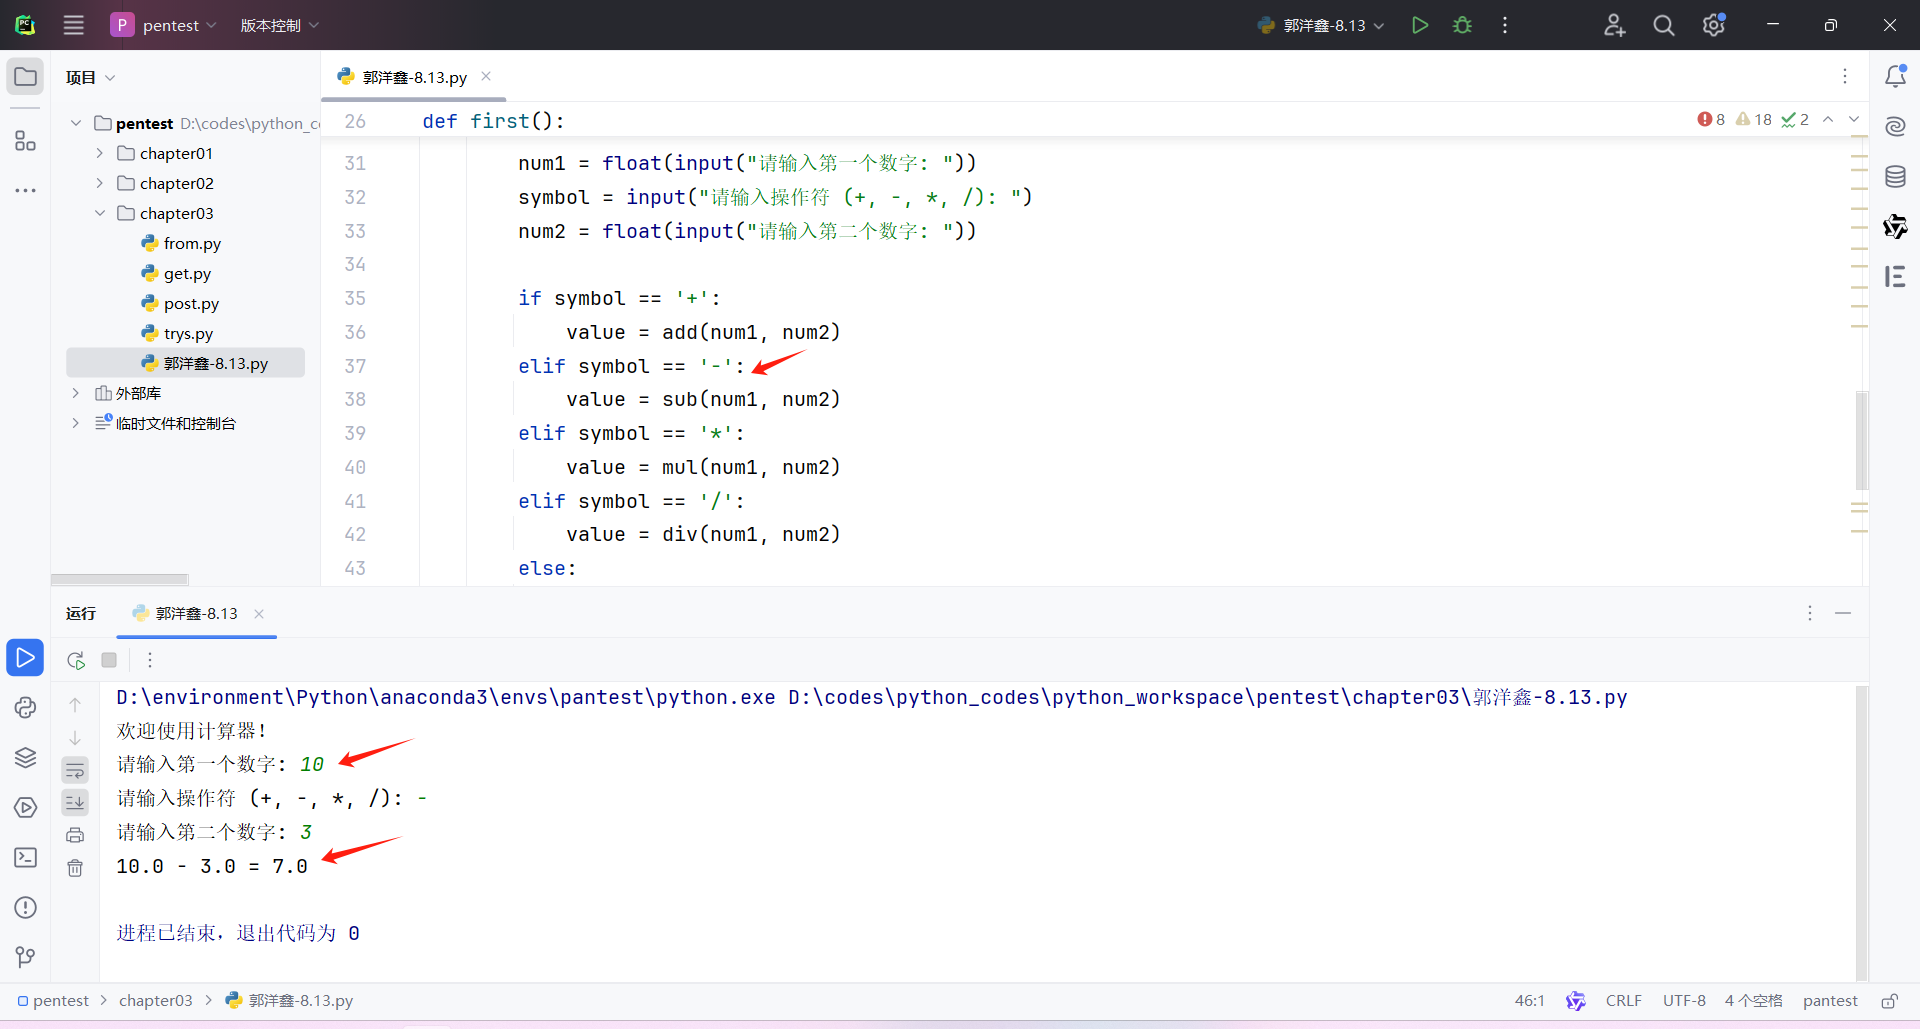 PC
P pentest 版本控制 郭洋鑫-8.13
项目
郭洋鑫-8.13.py
pentest D:\codes\python_c
chapter01
chapter02
chapter03
from.py
get.py
post.py
trys.py
郭洋鑫-8.13.py
外部库
临时文件和控制台
26 def first():
8 18 2
31 num1 = float(input("请输入第一个数字: "))
32 symbol = input("请输入操作符 (+, -, *, /): ")
33 num2 = float(input("请输入第二个数字: "))
34
35 if symbol == '+':
36 value = add(num1, num2)
37 elif symbol == '-':
38 value = sub(num1, num2)
39 elif symbol == '*':
40 value = mul(num1, num2)
41 elif symbol == '/':
42 value = div(num1, num2)
43 else:
运行 郭洋鑫-8.13
D:\environment\Python\anaconda3\envs\pantest\python.exe D:\codes\python_codes\python_workspace\pentest\chapter03\郭洋鑫-8.13.py
欢迎使用计算器!
请输入第一个数字: 10
请输入操作符 (+, -, *, /): -
请输入第二个数字: 3
10.0 - 3.0 = 7.0
进程已结束，退出代码为 0
pentest > chapter03 > 郭洋鑫-8.13.py
46:1 CRLF UTF-8 4 个空格 pantest